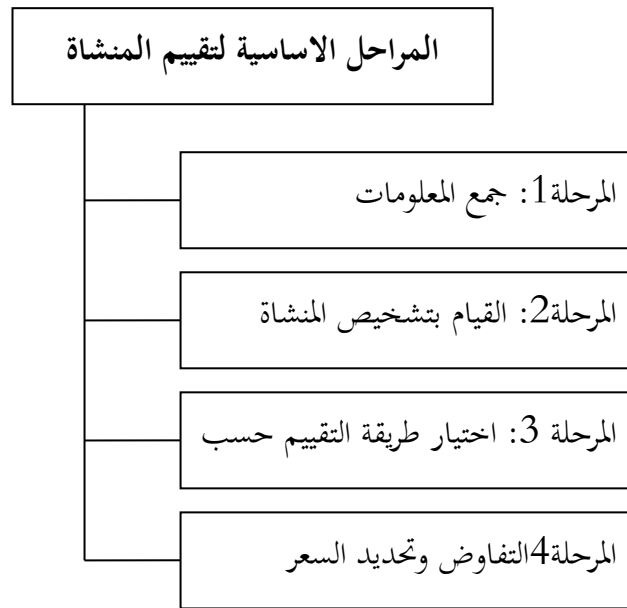 المراحل الاساسية لتقييم المنشاة
المرحلة1: جمع المعلومات
المرحلة2: القيام بتشخيص المنشاة
المرحلة 3: اختيار طريقة التقييم حسب
المرحلة4التفاوض وتحديد السعر